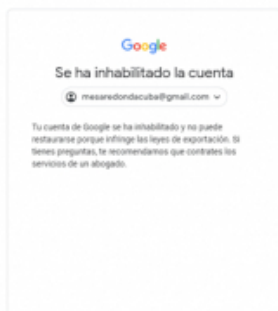 Google
Se ha inhabilitado la cuenta
mesaredondacuba@gmail.com
Tu cuenta de Google se ha inhabilitado y no puede
restaurarse porque infringe las leyes de exportación. Si
tienes preguntas, te recomendamos que contrates los
servicios de un abogado.